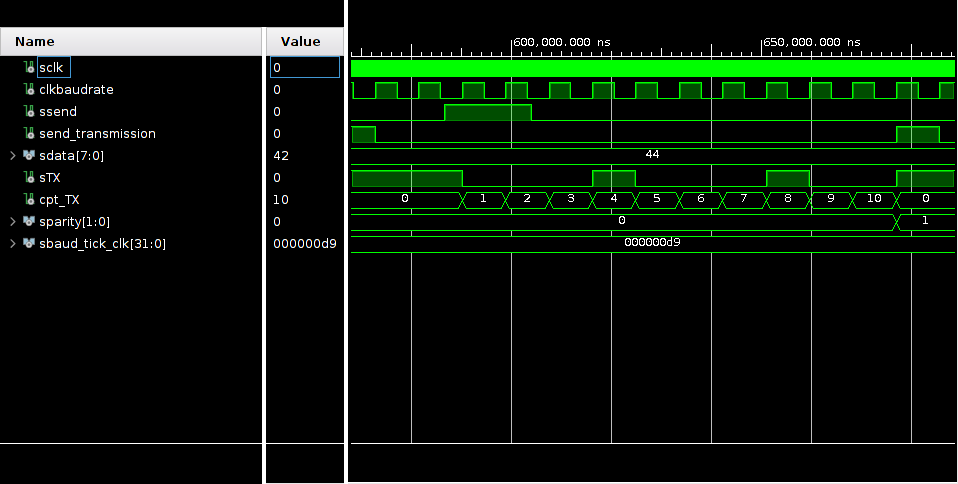 Name Value
600,000.000 ns 650,000.000 ns
sclk 0
clkbaudrate 0
ssend 0
send_transmission 0
sdata[7:0] 42 44
sTX 0
cpt_TX 10 0 1 2 3 4 5 6 7 8 9 10 0
sparity[1:0] 0 0 1
sbaud_tick_clk[31:0] 000000d9 000000d9